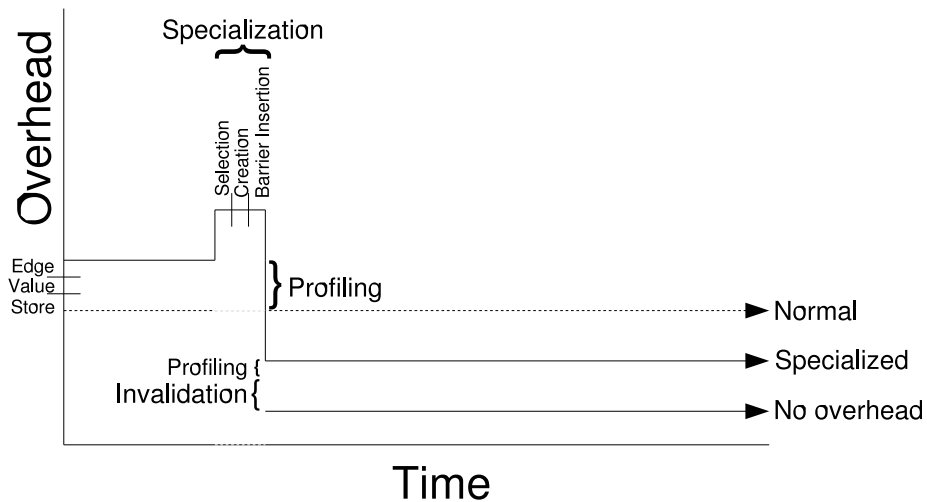 Specialization
Overhead
Selection
Creation
Barrier Insertion
Edge
Value
Store
Profiling
Normal
Profiling
Specialized
Invalidation
No overhead
Time